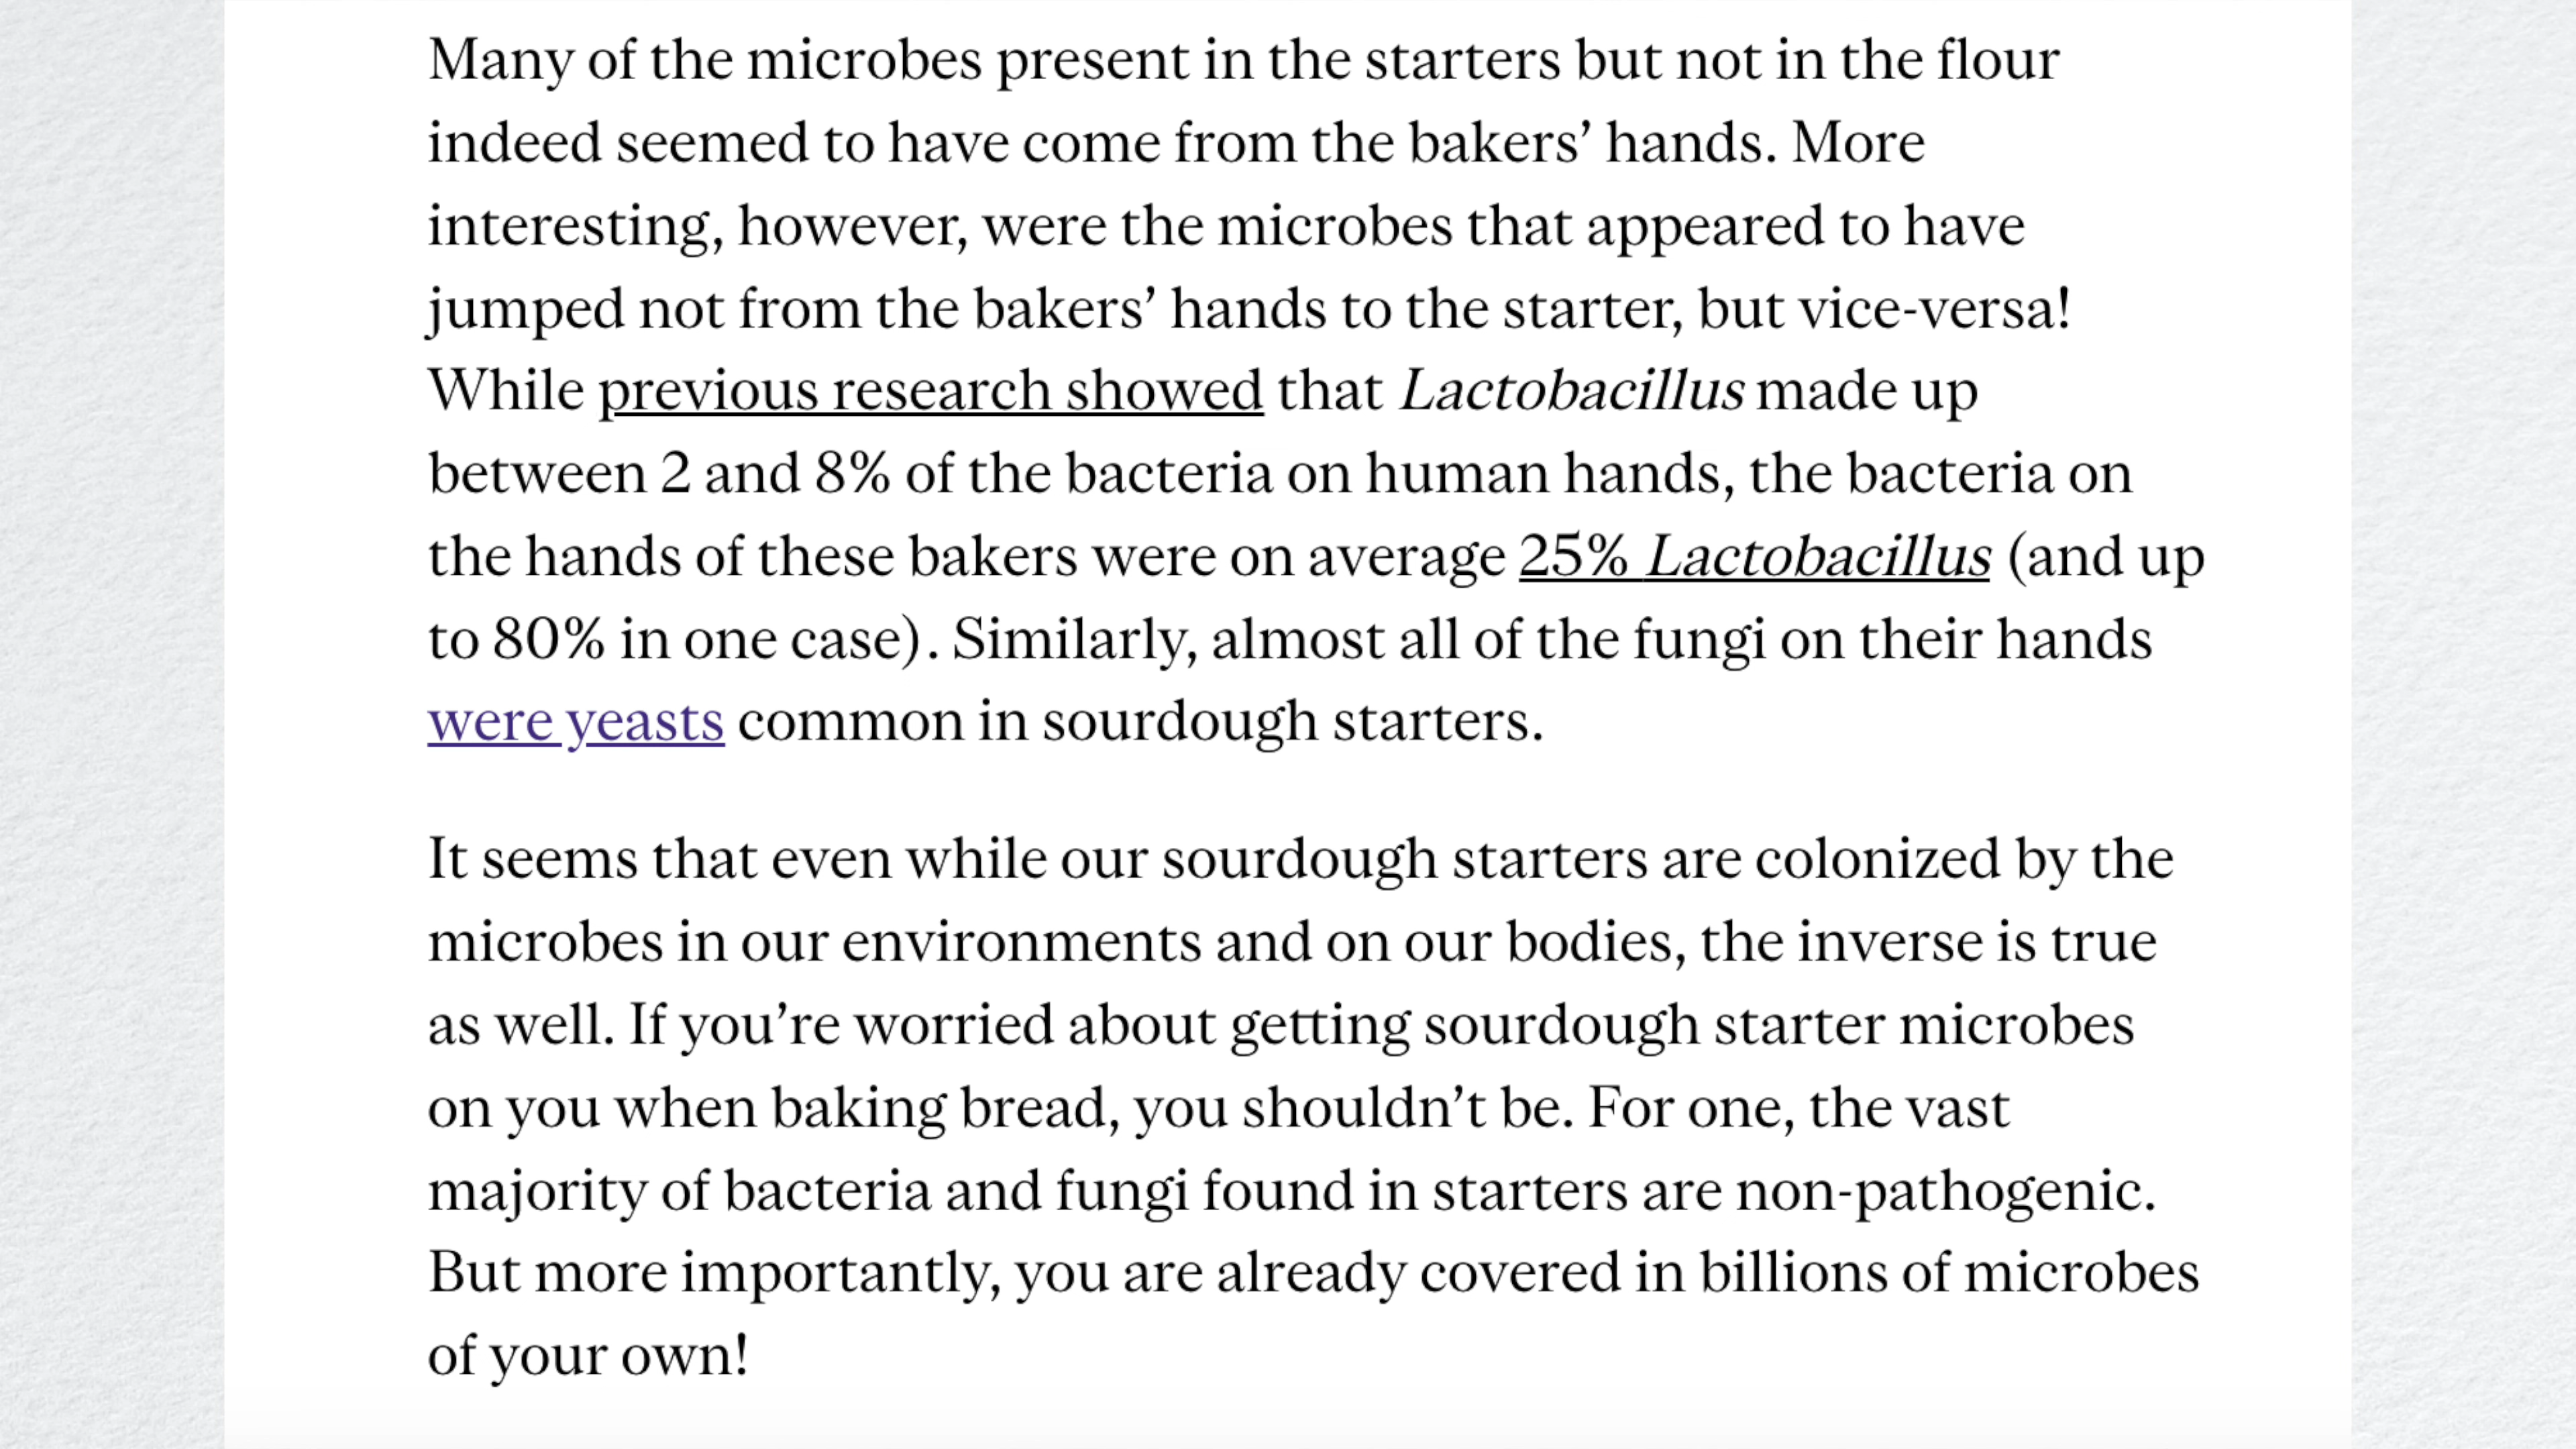 Many of the microbes present in the starters but not in the flour
indeed seemed to have come from the bakers’ hands. More
interesting, however, were the microbes that appeared to have
jumped not from the bakers’ hands to the starter, but vice-versa!
While previous research showed that Lactobacillus made up
between 2 and 8% of the bacteria on human hands, the bacteria on
the hands of these bakers were on average 25% Lactobacillus (and up
to 80% in one case). Similarly, almost all of the fungi on their hands
were yeasts common in sourdough starters.
It seems that even while our sourdough starters are colonized by the
microbes in our environments and on our bodies, the inverse is true
as well. If you’re worried about getting sourdough starter microbes
on you when baking bread, you shouldn’t be. For one, the vast
majority of bacteria and fungi found in starters are non-pathogenic.
But more importantly, you are already covered in billions of microbes
of your own!